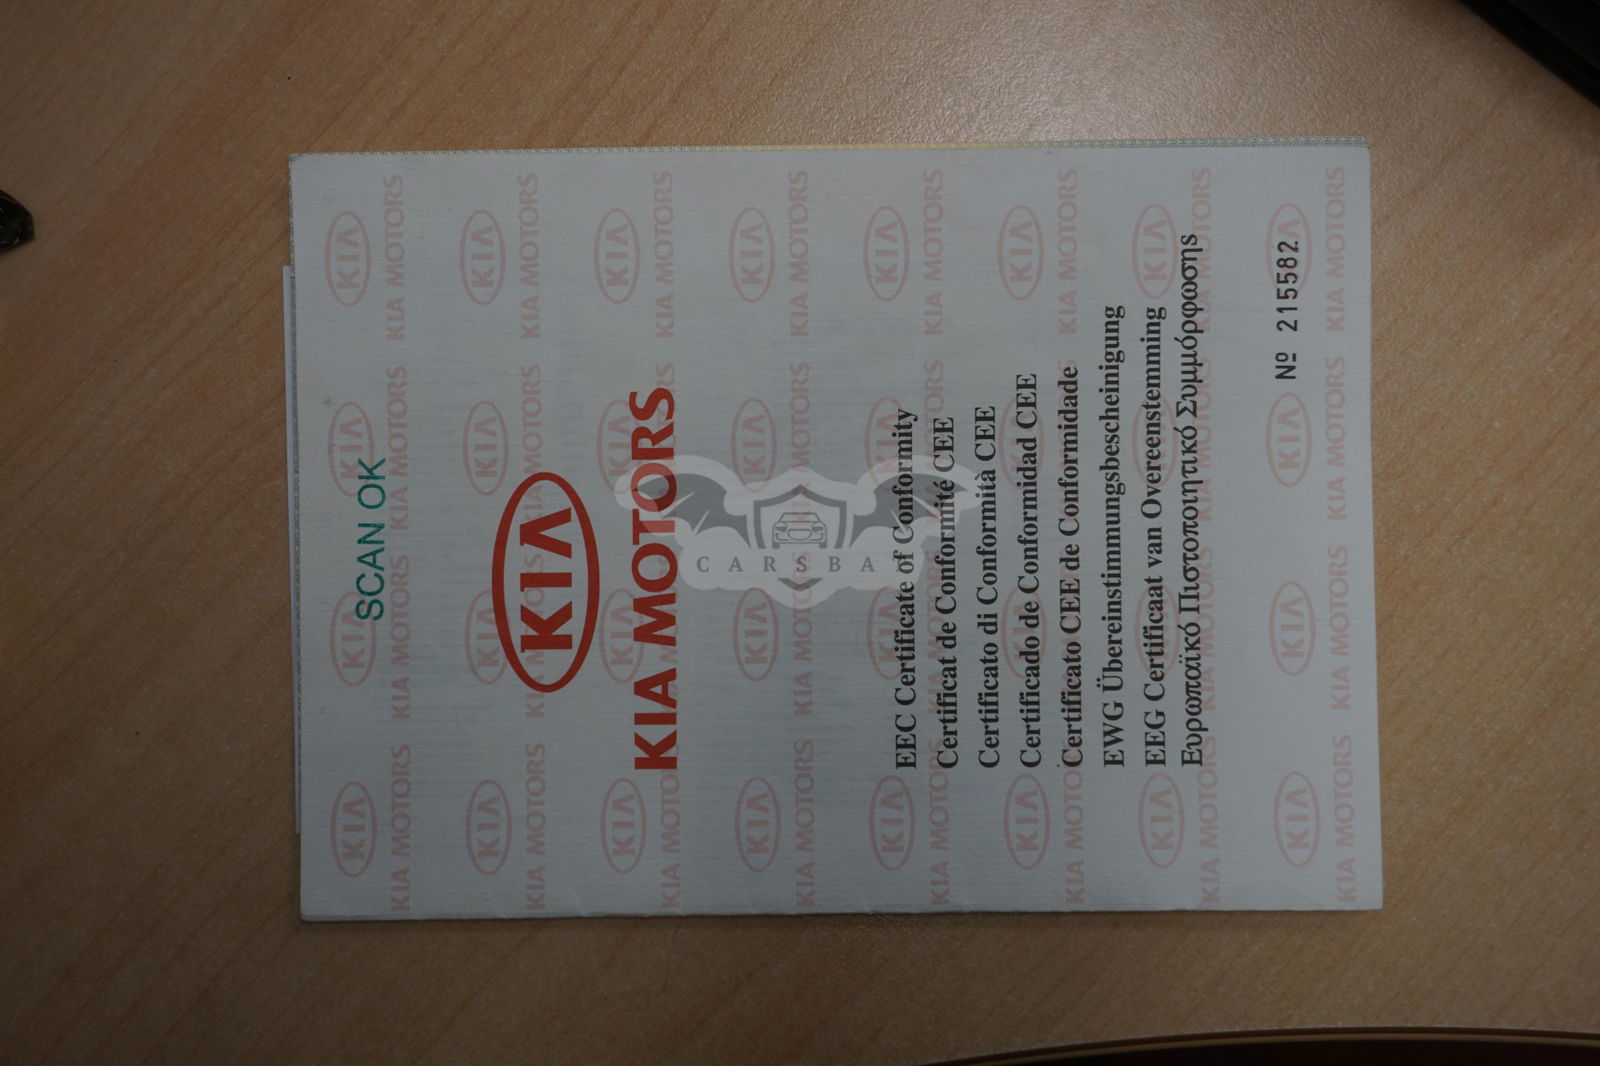 SCAN OK
KIA
KIA MOTORS
EEC Certificate of Conformity
Certificat de Conformité CEE
Certificato di Conformità CEE
Certificado de Conformidad CEE
Certificato CEE de Conformidade
EWG Übereinstimmungsbescheinigung
EEG Certificaat van Overeenstemming
Ευρωπαϊκό Πιστοποιητικό Συμμόρφωσης
Nº 215582
CARSBAT